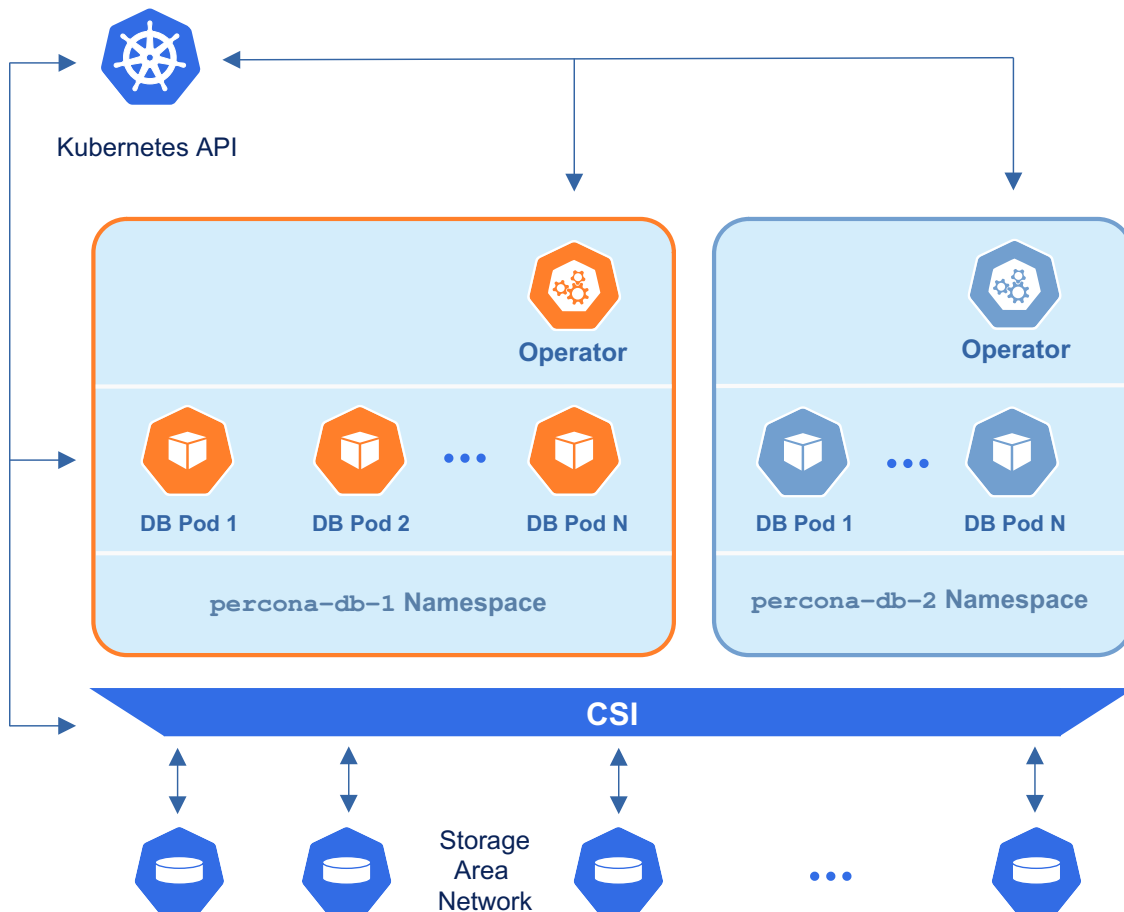 Kubernetes API
Operator
Operator
DB Pod 1
DB Pod 2
DB Pod N
DB Pod 1
DB Pod N
percona-db-1 Namespace
percona-db-2 Namespace
CSI
Storage
Area
Network